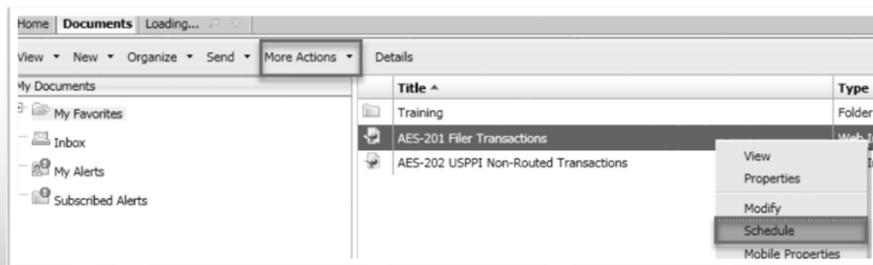 Home Documents Loading...
View New Organize Send More Actions Details
My Documents
Title Type
My Favorites
Training Folder
Inbox
AES-201 Filer Transactions Web I
My Alerts
AES-202 USPPI Non-Routed Transactions
Subscribed Alerts
View
Properties
Modify
Schedule
Mobile Properties